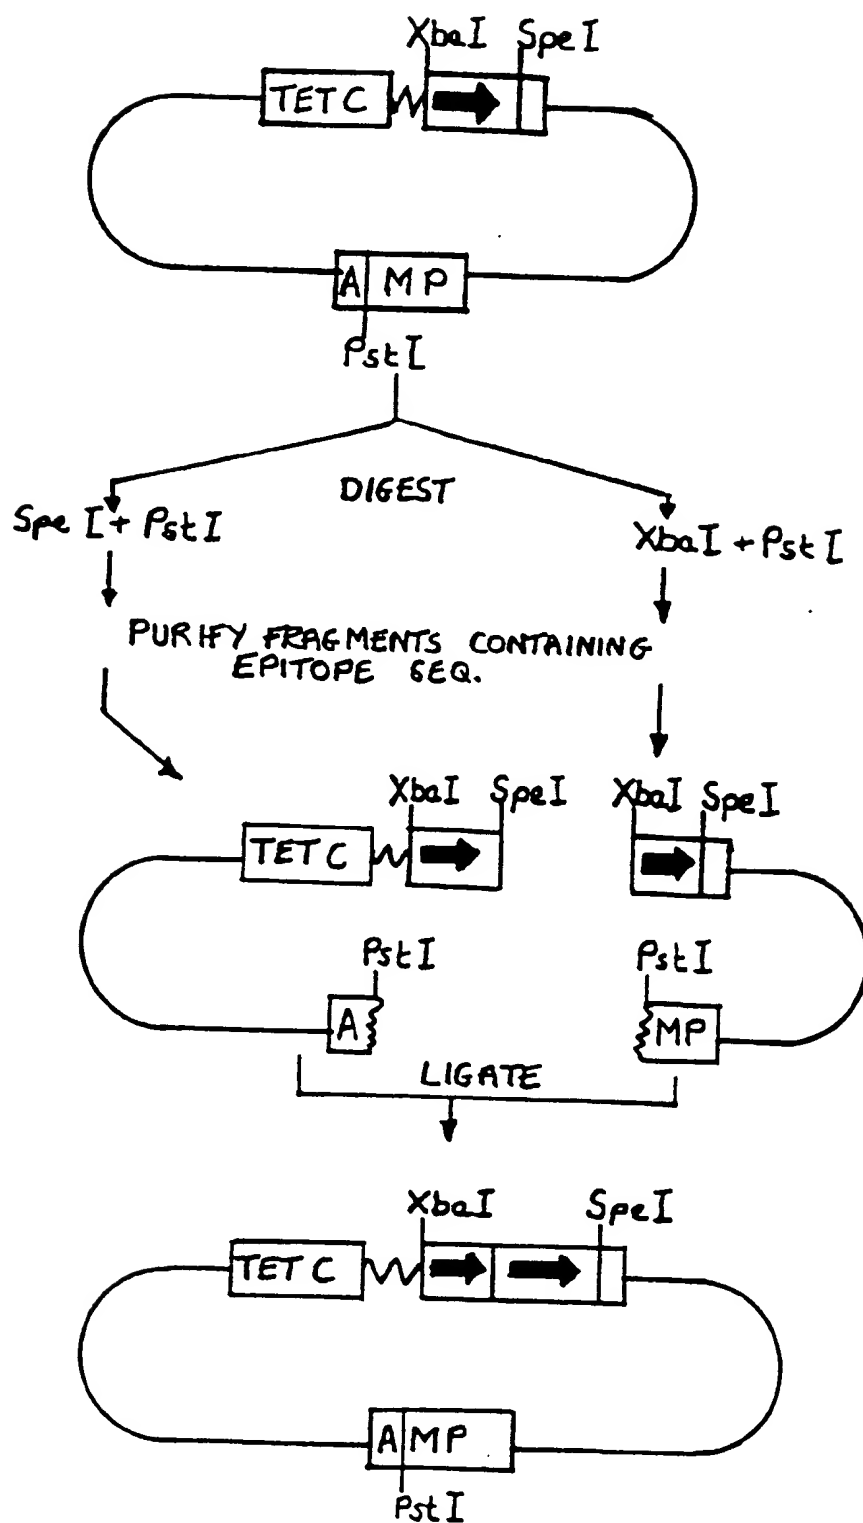 XbaI SpeI
TETC
A MP
PstI
DIGEST
Spe I + PstI
XbaI + PstI
PURIFY FRAGMENTS CONTAINING
EPITOPE SEQ.
XbaI SpeI XbaI SpeI
TETC
PstI PstI
A MP
LIGATE
XbaI SpeI
TETC
A MP
PstI